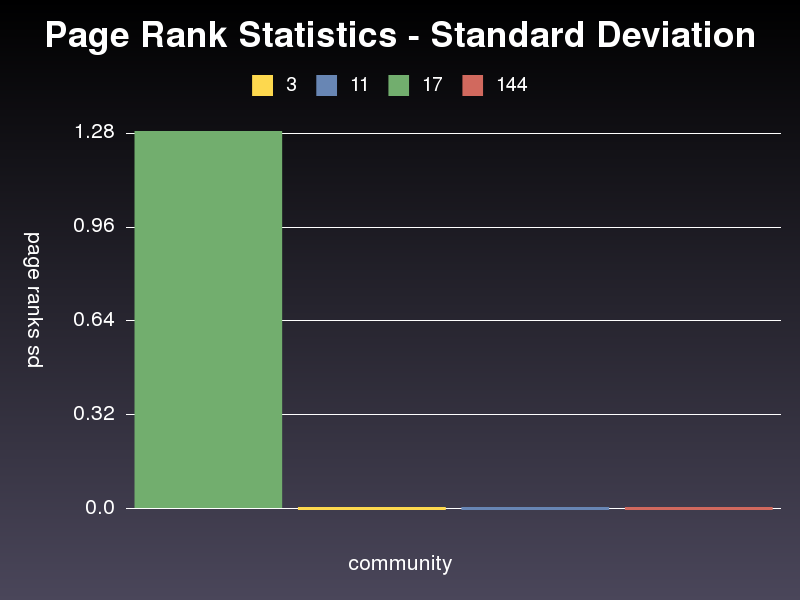 Page Rank Statistics - Standard Deviation
3 11 17 144
1.28
0.96
0.64
0.32
0.0
page ranks sd
community